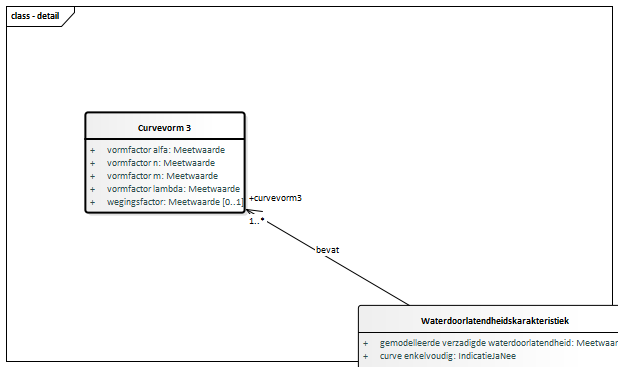 class - detail
Curvevorm 3
+ vormfactor alfa: Meetwaarde
+ vormfactor n: Meetwaarde
+ vormfactor m: Meetwaarde
+ vormfactor lambda: Meetwaarde
+ wegingsfactor: Meetwaarde [0..1]
+curvevorm3
1..*
bevat
Waterdoorlatendheidskarakteristiek
+ gemodelleerde verzadigde waterdoorlatendheid: Meetwaar
+ curve enkelvoudig: IndicatieJaNee